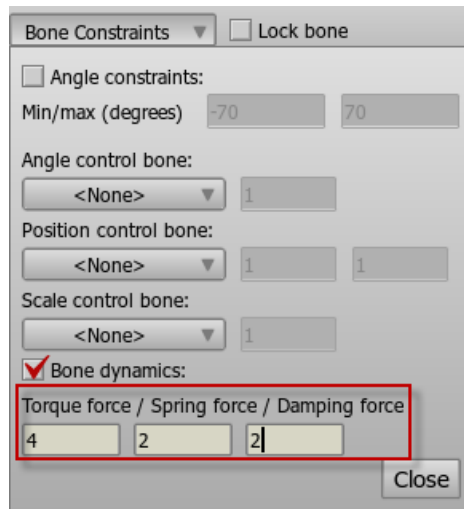 Bone Constraints Lock bone
Angle constraints:
Min/max (degrees) -70 70
Angle control bone:
<None> 1
Position control bone:
<None> 1 1
Scale control bone:
<None> 1
Bone dynamics:
Torque force / Spring force / Damping force
4 2 2
Close